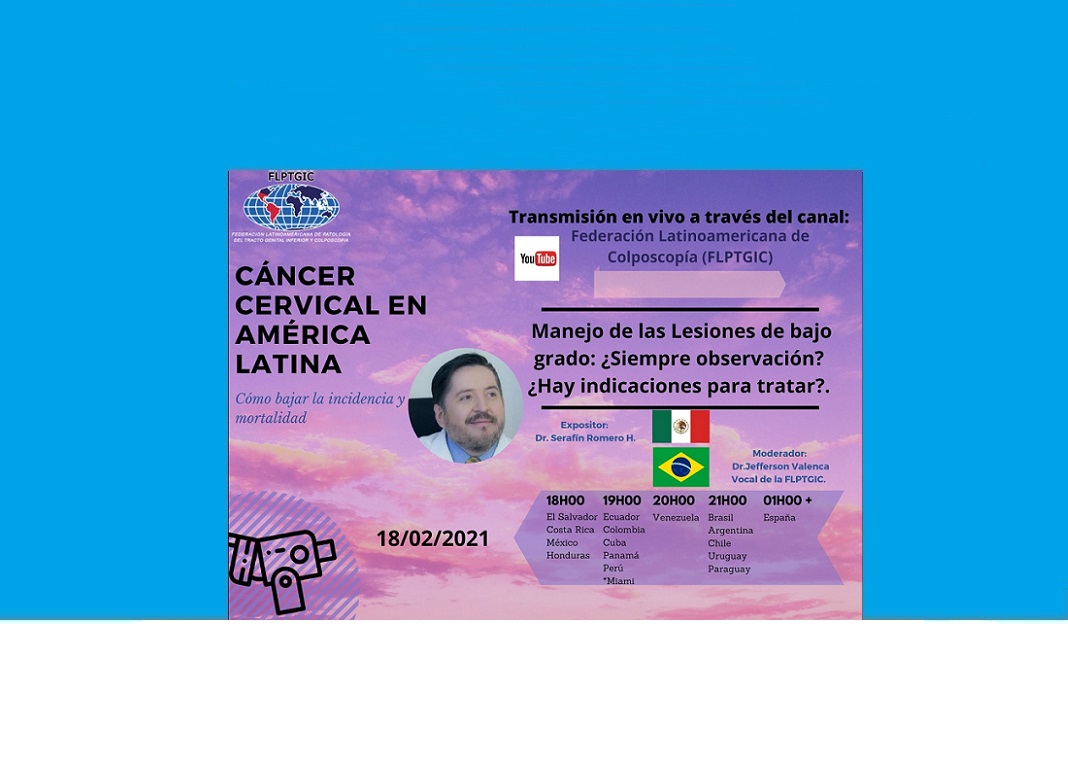 FLPTGIC
FEDERACIÓN LATINOAMERICANA DE PATOLOGÍA
DEL TRACTO GENITAL INFERIOR Y COLPOSCOPIA
CÁNCER
CERVICAL EN
AMÉRICA
LATINA
Cómo bajar la incidencia y
mortalidad
18/02/2021
Transmisión en vivo a través del canal:
YouTube
Federación Latinoamericana de
Colposcopía (FLPTGIC)
Manejo de las Lesiones de bajo
grado: ¿Siempre observación?
¿Hay indicaciones para tratar?.
Expositor:
Dr. Serafín Romero H.
Moderador:
Dr.Jefferson Valenca
Vocal de la FLPTGIC.
18H00
El Salvador
Costa Rica
México
Honduras
19H00
Ecuador
Colombia
Cuba
Panamá
Perú
*Miami
20H00
Venezuela
21H00
Brasil
Argentina
Chile
Uruguay
Paraguay
01H00 +
España